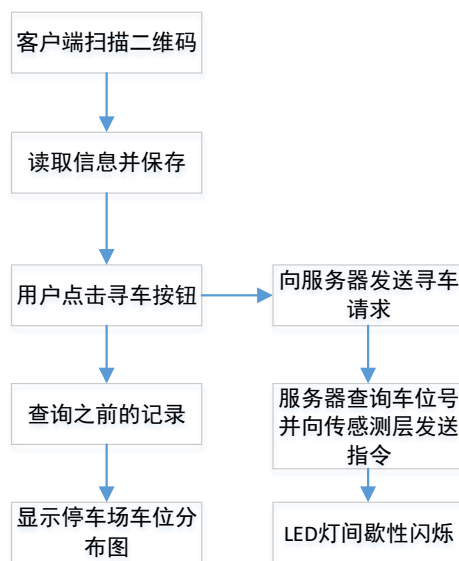 客户端扫描二维码
读取信息并保存
用户点击寻车按钮
向服务器发送寻车
请求
查询之前的记录
服务器查询车位号
并向传感测层发送
指令
显示停车场车位分
布图
LED灯间歇性闪烁